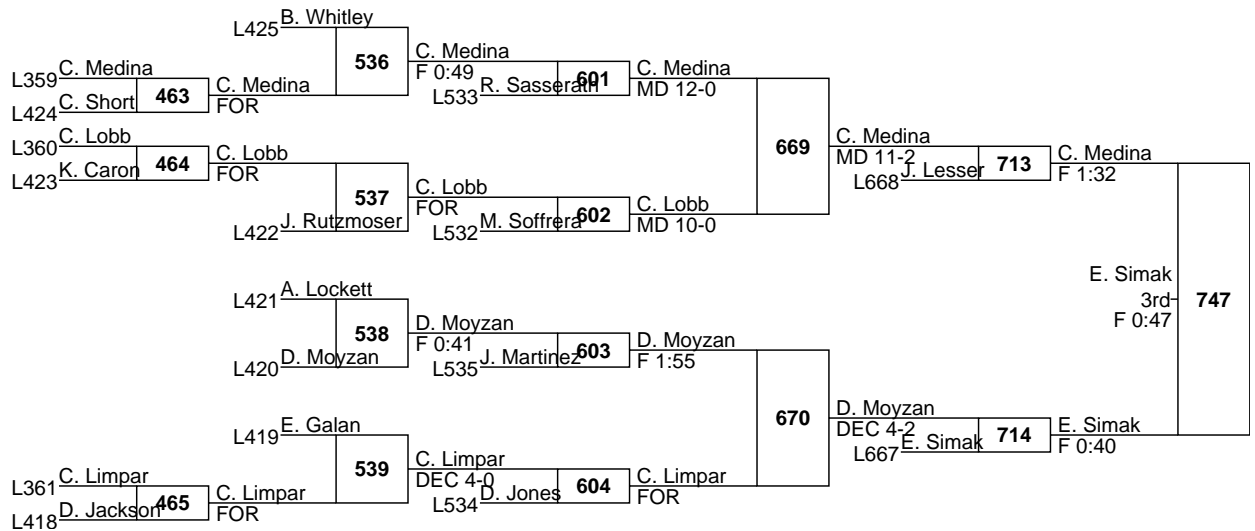 L425 B. Whitley
536
C. Medina
F 0:49
L359 C. Medina
463
C. Medina
FOR
L424 C. Short
L533 R. Sasserath
601
C. Medina
MD 12-0
L360 C. Lobb
464
C. Lobb
FOR
L423 K. Caron
537
C. Lobb
FOR
L422 J. Rutzmoser
L532 M. Soffrera
602
C. Lobb
MD 10-0
669
C. Medina
MD 11-2
L668 J. Lesser
713
C. Medina
F 1:32
L421 A. Lockett
538
D. Moyzan
F 0:41
L420 D. Moyzan
L535 J. Martinez
603
D. Moyzan
F 1:55
L419 E. Galan
539
C. Limpar
DEC 4-0
L361 C. Limpar
465
C. Limpar
FOR
L418 D. Jackson
L534 D. Jones
604
C. Limpar
FOR
670
D. Moyzan
DEC 4-2
L667 E. Simak
714
E. Simak
F 0:40
747
E. Simak
3rd
F 0:47